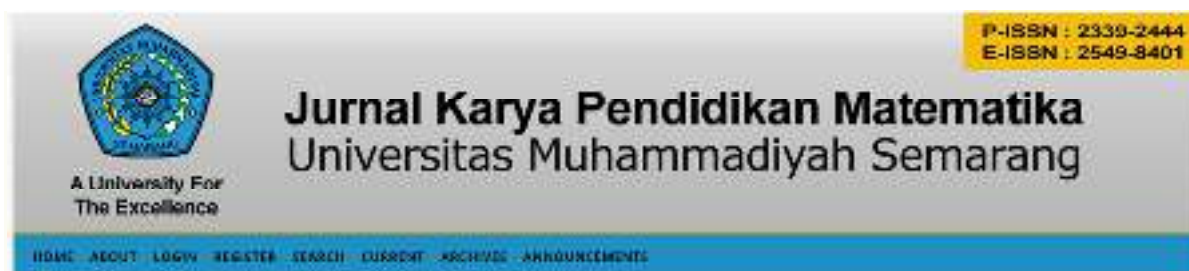 P-ISSN : 2339-2444
E-ISSN : 2549-8401
Jurnal Karya Pendidikan Matematika
Universitas Muhammadiyah Semarang
A University For
The Excellence
HOME ABOUT LOGIN REGISTER SEARCH CURRENT ARCHIVES ANNOUNCEMENTS